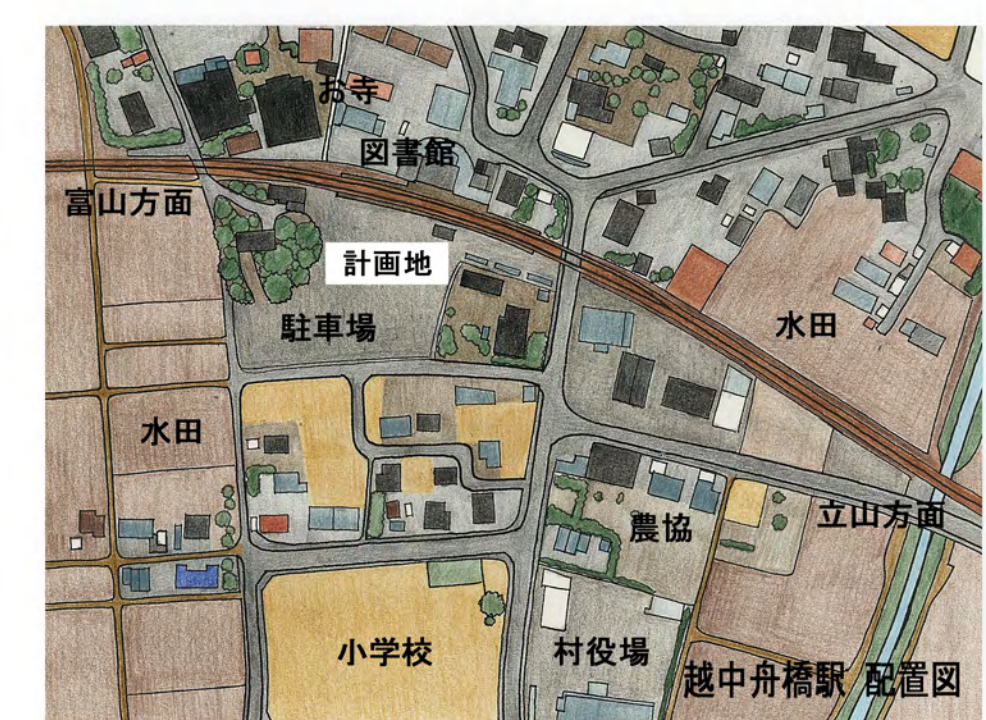 お寺
図書館
富山方面
計画地
駐車場
水田
水田
立山方面
農協
小学校
村役場
越中舟橋駅 配置図